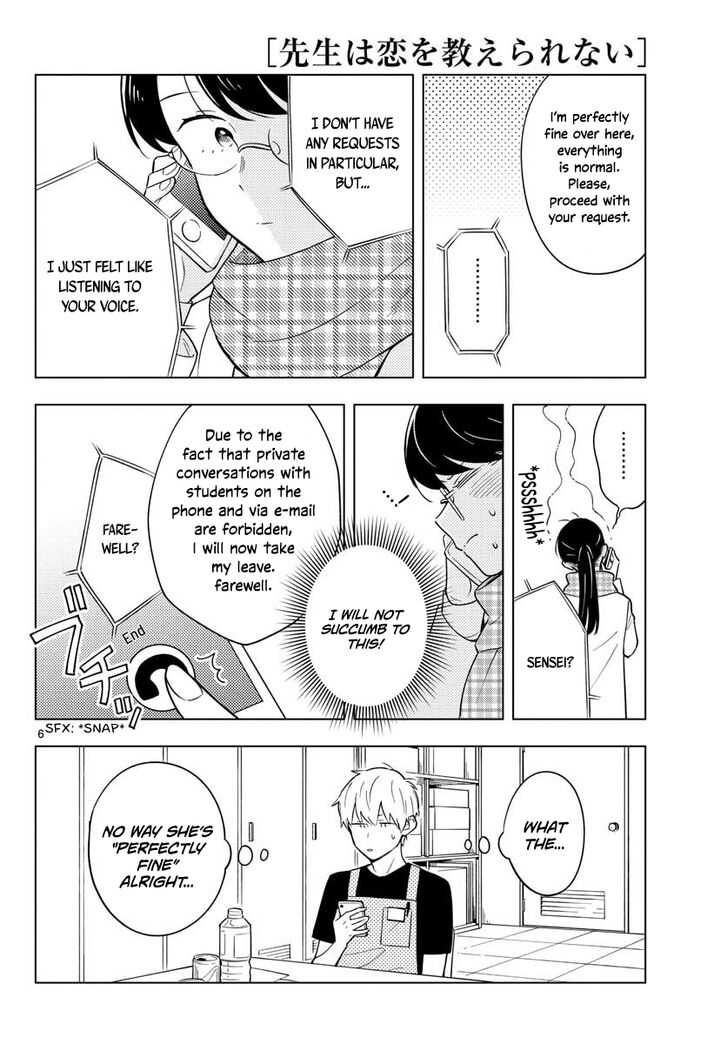 [先生は恋を教えられない]
I'm perfectly
fine over here,
everything
is normal.
Please,
proceed with
your request.
.........
I DON'T HAVE
ANY REQUESTS
IN PARTICULAR,
BUT...
I JUST FELT LIKE
LISTENING TO
YOUR VOICE.
........
*PSSshhhh*
SENSEI?
...!
I WILL NOT
SUCCUMB TO
THIS!
Due to the
fact that private
conversations with
students on the
phone and via e-mail
are forbidden,
I will now take
my leave.
farewell.
FARE-
WELL?
End
ブチッ
SFX: *SNAP*
6
WHAT
THE...
NO WAY SHE'S
"PERFECTLY
FINE"
ALRIGHT...